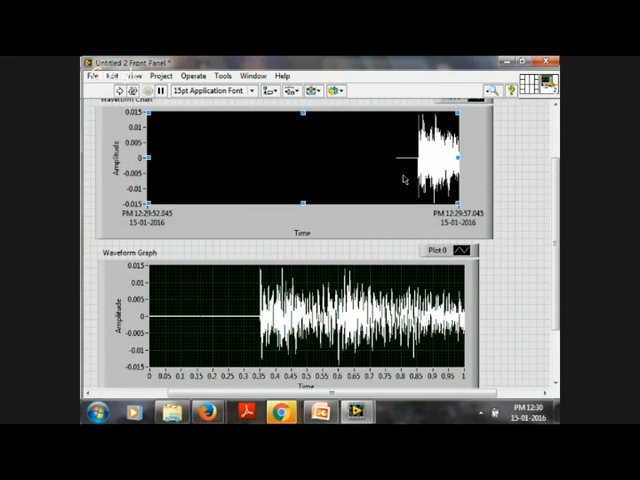 Untitled 2 Front Panel *
File Edit View Project Operate Tools Window Help
15pt Application Font
Waveform Chart
0.015
0.01
0.005
0
-0.005
-0.01
-0.015
Amplitude
PM 12:29:52.045
15-01-2016
PM 12:29:57.045
15-01-2016
Time
Waveform Graph
Plot 0
0.015
0.01
0.005
0
-0.005
-0.01
-0.015
Amplitude
0 0.05 0.1 0.15 0.2 0.25 0.3 0.35 0.4 0.45 0.5 0.55 0.6 0.65 0.7 0.75 0.8 0.85 0.9 0.95 1
Time
PM 12:30
15-01-2016